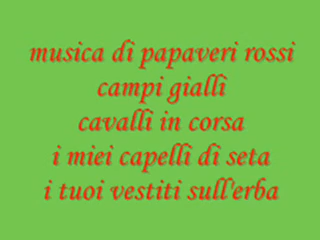 musica di papaveri rossi
campi gialli
cavalli in corsa
i miei capelli di seta
i tuoi vestiti sull'erba